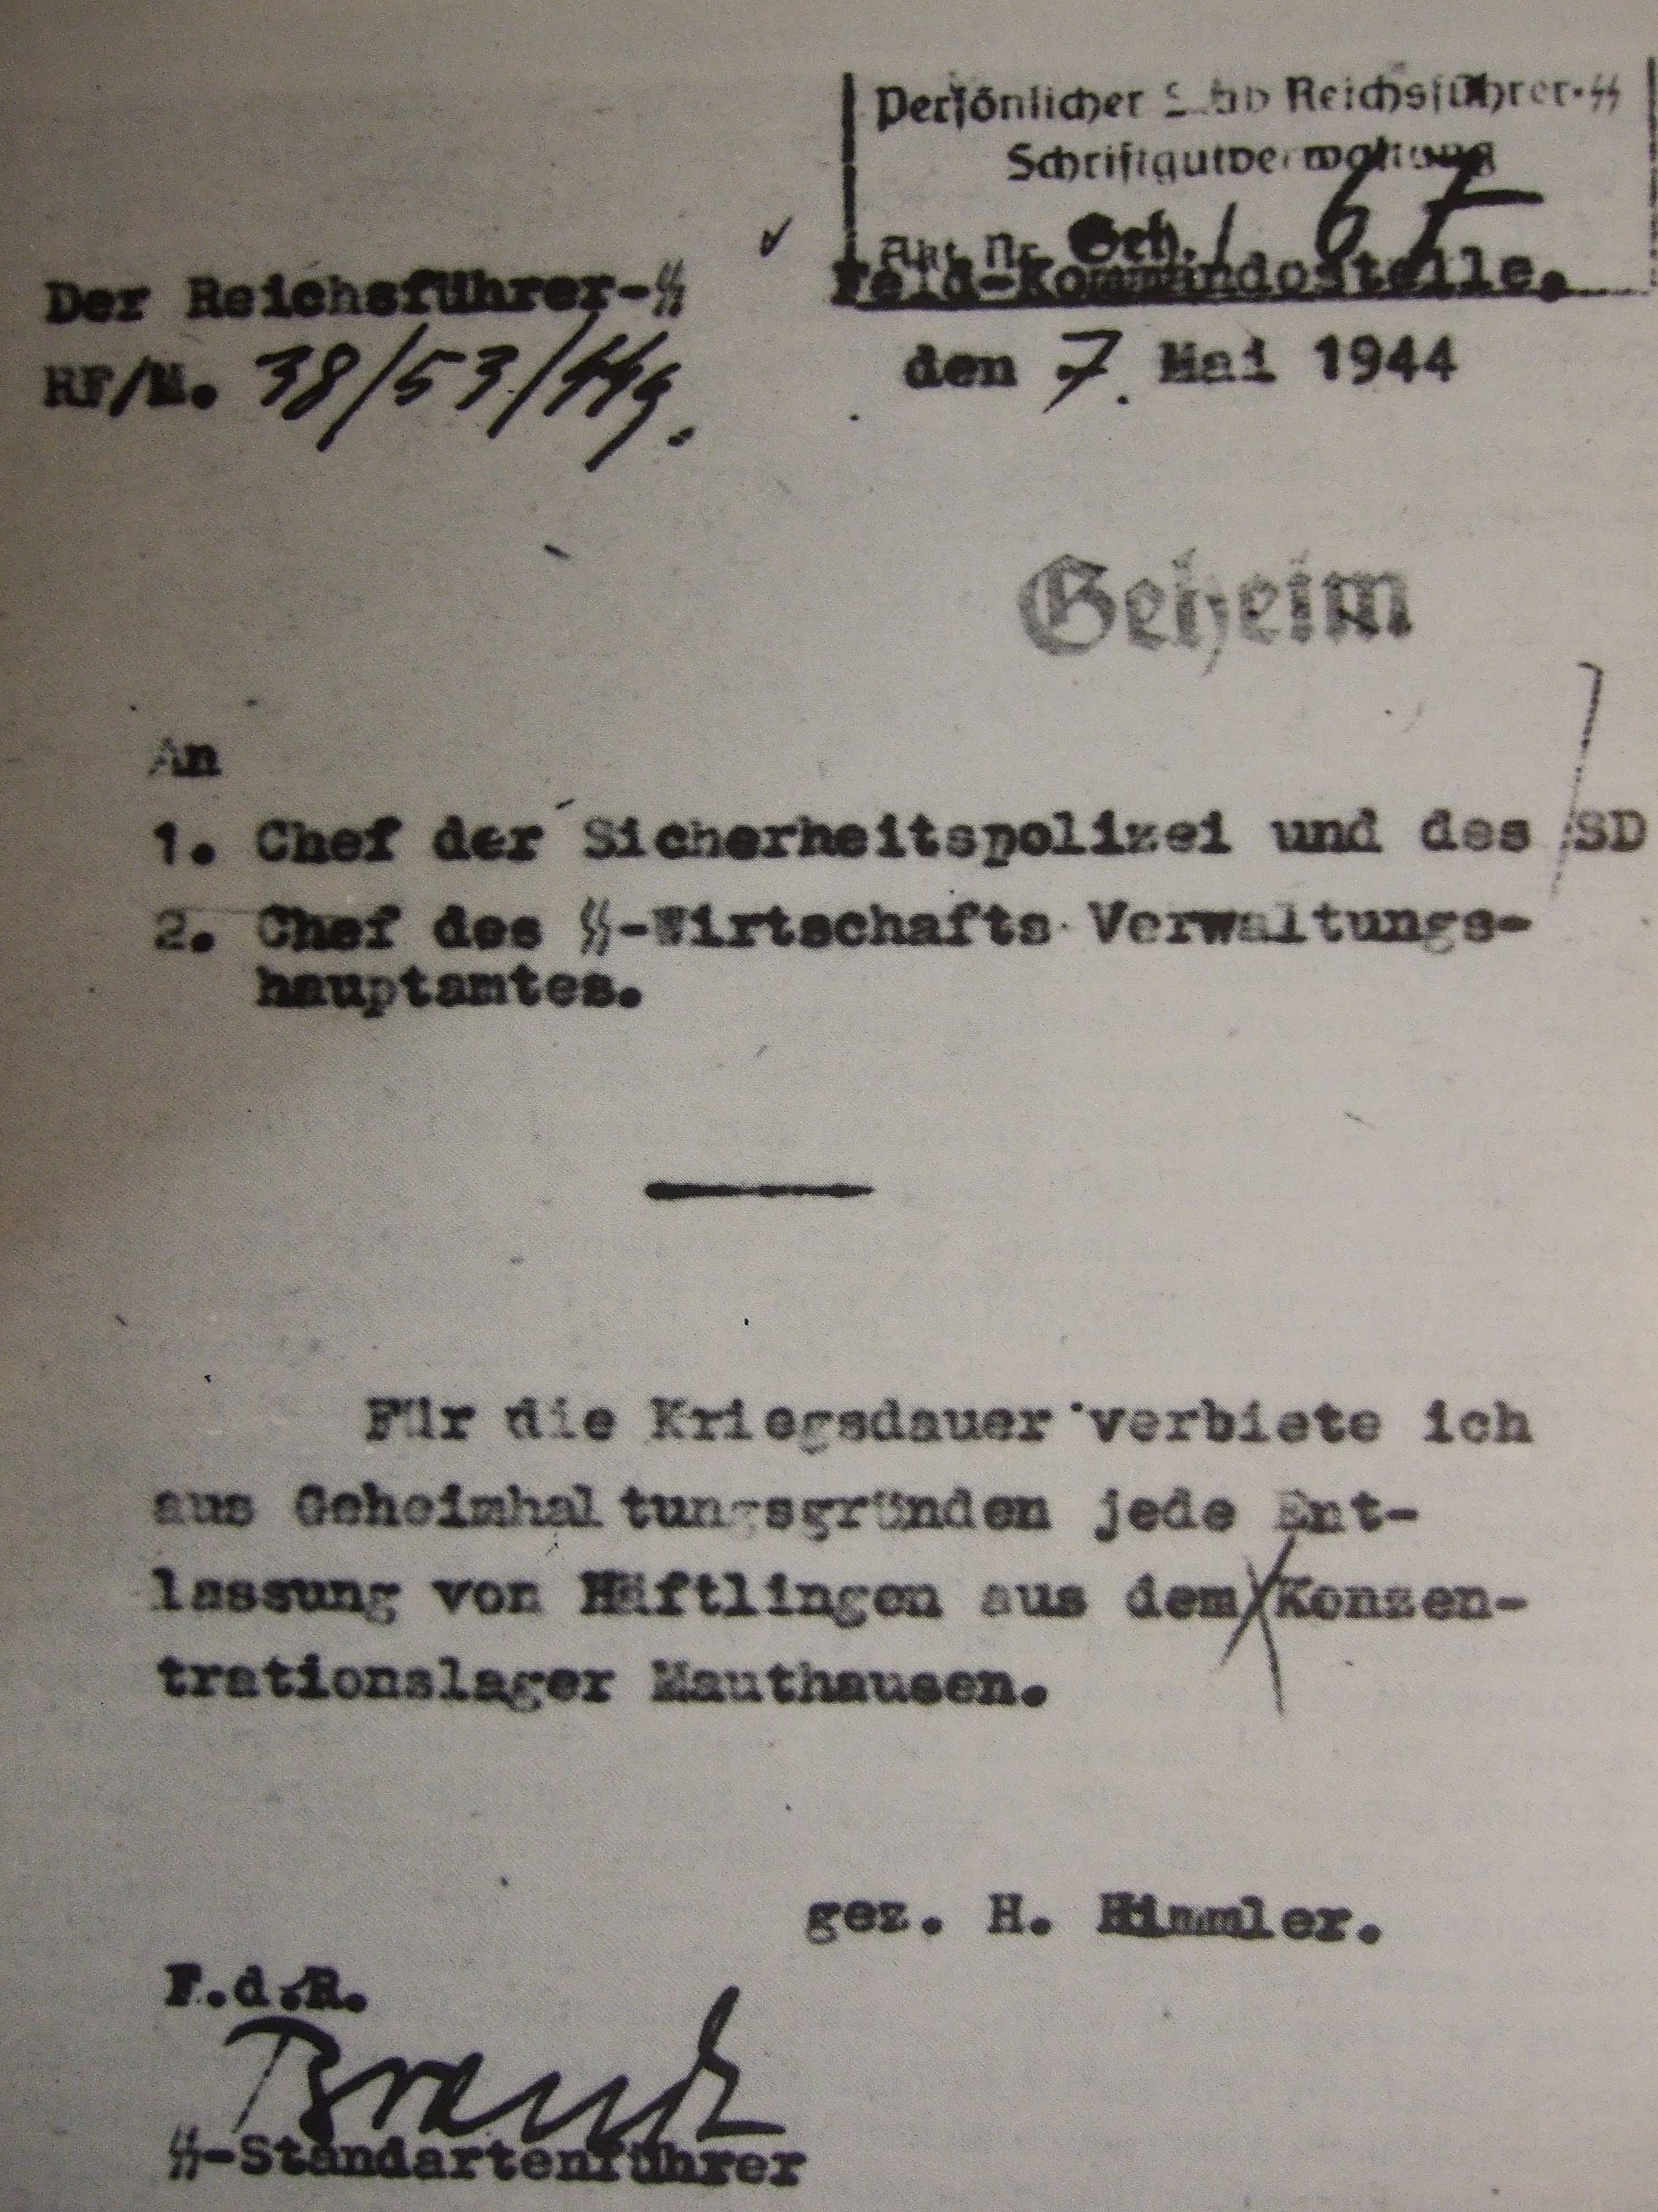 Persönlicher Stab Reichsführer-SS
Schriftgutverwaltung
Akt. Nr. Geh. / 67
Der Reichsführer-SS
Feld-Kommandostelle.
RF/M. 38/53/44g.
den 7. Mai 1944
Geheim
An
1. Chef der Sicherheitspolizei und des SD
2. Chef des SS-Wirtschafts Verwaltungs-
hauptamtes.
Für die Kriegsdauer verbiete ich
aus Geheimhaltungsgründen jede Ent-
lassung von Häftlingen aus dem Konzen-
trationslager Mauthausen.
gez. H. Himmler.
F.d.R.
Brandt
SS-Standartenführer